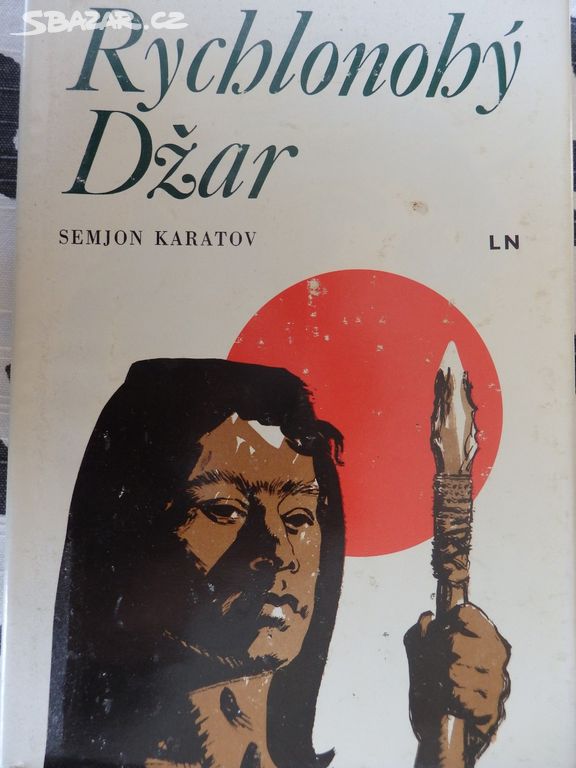 SBAZAR.CZ
Rychlonohý
Džar
SEMJON KARATOV
LN